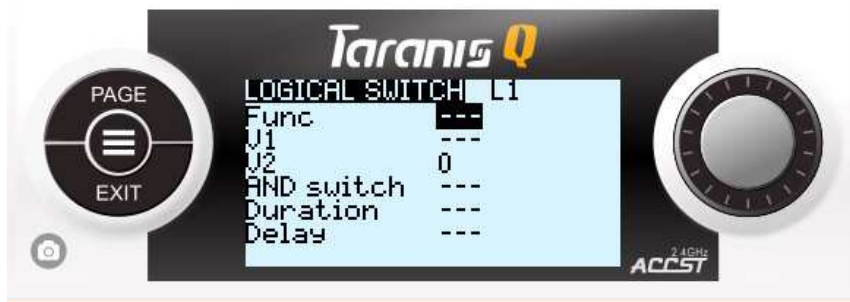 Taranis Q
PAGE
EXIT
LOGICAL SWITCH L1
Func ---
V1 ---
V2 0
AND switch ---
Duration ---
Delay ---
2.4GHz
ACCST